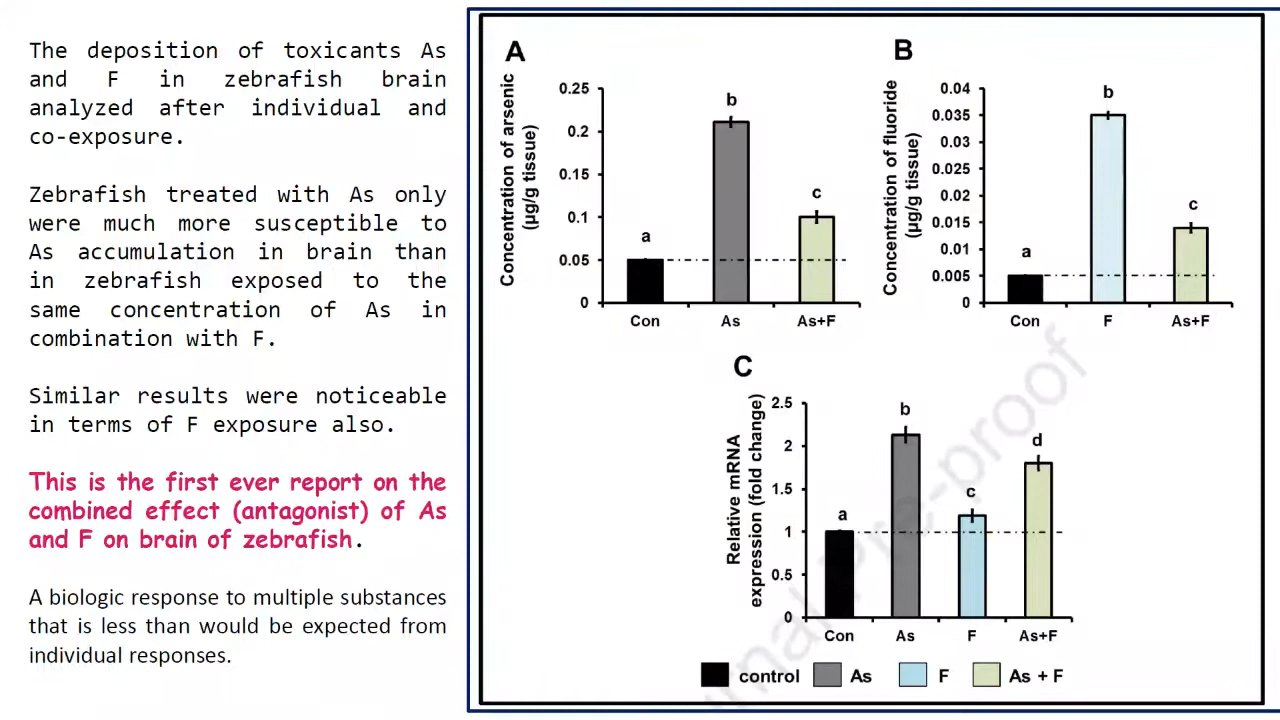 The deposition of toxicants As
and F in zebrafish brain
analyzed after individual and
co-exposure.
Zebrafish treated with As only
were much more susceptible to
As accumulation in brain than
in zebrafish exposed to the
same concentration of As in
combination with F.
Similar results were noticeable
in terms of F exposure also.
This is the first ever report on the
combined effect (antagonist) of As
and F on brain of zebrafish.
A biologic response to multiple substances
that is less than would be expected from
individual responses.
A
Concentration of arsenic
(µg/g tissue)
0.25
0.2
0.15
0.1
0.05
0
a
b
c
Con
As
As+F
B
Concentration of fluoride
(µg/g tissue)
0.04
0.035
0.03
0.025
0.02
0.015
0.01
0.005
0
a
b
c
Con
F
As+F
C
Relative mRNA
expression (fold change)
2.5
2
1.5
1
0.5
0
a
b
c
d
Con
As
F
As+F
control
As
F
As + F